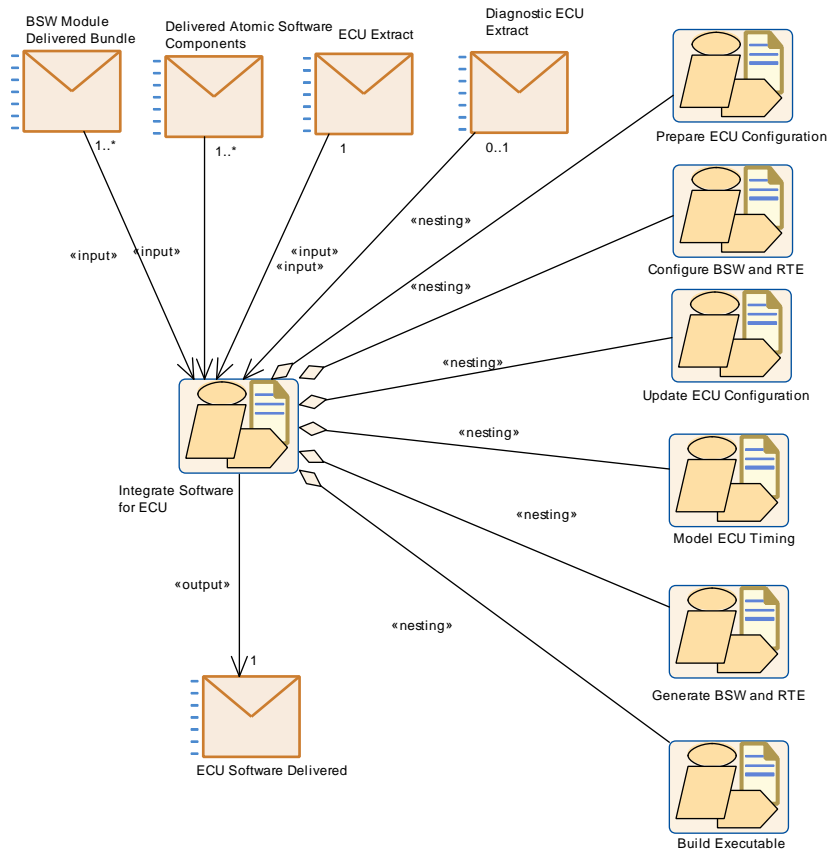 BSW Module
Delivered Bundle
Delivered Atomic Software
Components
ECU Extract
Diagnostic ECU
Extract
1..*
1..*
1
0..1
Prepare ECU Configuration
«nesting»
«input»
«input»
«input»
«input»
«nesting»
Configure BSW and RTE
«nesting»
Update ECU Configuration
«nesting»
Integrate Software
for ECU
Model ECU Timing
«nesting»
«output»
«nesting»
1
Generate BSW and RTE
ECU Software Delivered
Build Executable